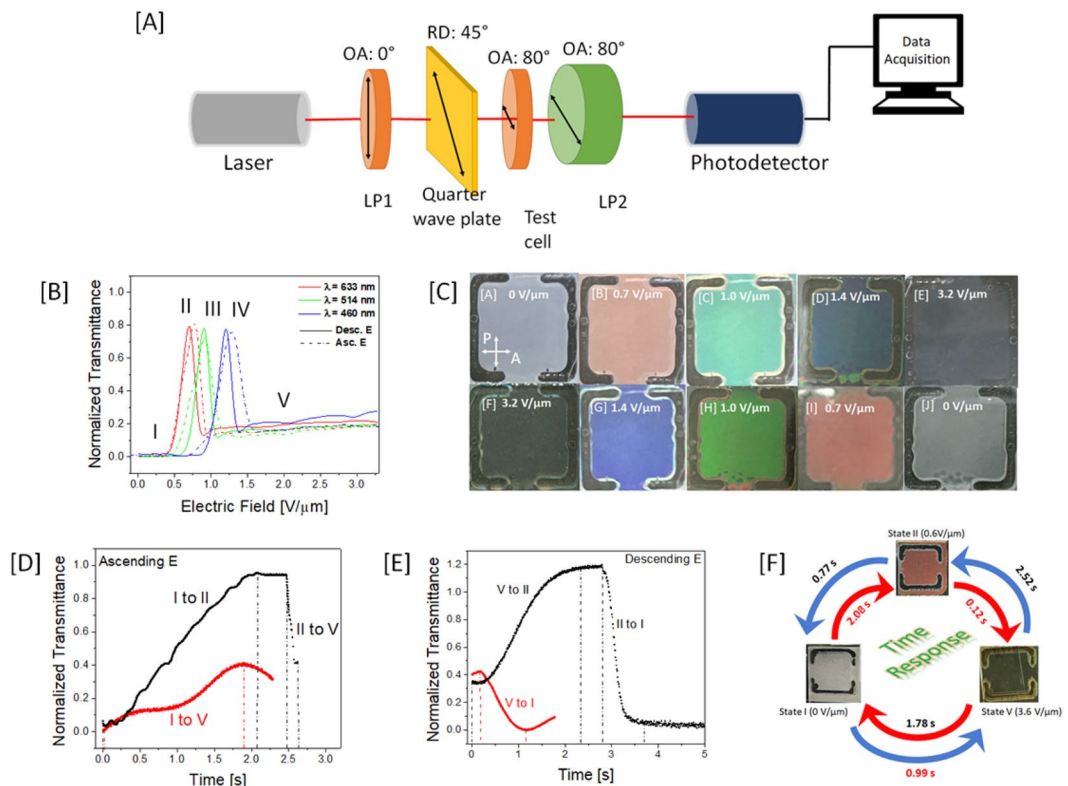 [A]
OA: 0°
RD: 45°
OA: 80°
OA: 80°
Data
Acquisition
Laser
LP1
Quarter
wave plate
Test
cell
LP2
Photodetector
[B]
Normalized Transmittance
1.0
0.8
0.6
0.4
0.2
0.0
I
II
III
IV
V
λ= 633 nm
λ= 514 nm
λ= 460 nm
Desc. E
Asc. E
0.0 0.5 1.0 1.5 2.0 2.5 3.0
Electric Field [V/μm]
[C]
[A] 0 V/μm
P
A
[B] 0.7 V/μm
[C] 1.0 V/μm
[D] 1.4 V/μm
[E] 3.2 V/μm
[F] 3.2 V/μm
[G] 1.4 V/μm
[H] 1.0 V/μm
[I] 0.7 V/μm
[J] 0 V/μm
[D]
Normalized Transmittance
1.0
0.8
0.6
0.4
0.2
0.0
Ascending E
I to II
II to V
I to V
0.0 0.5 1.0 1.5 2.0 2.5 3.0
Time [s]
[E]
Normalized Transmittance
1.2
1.0
0.8
0.6
0.4
0.2
0.0
Descending E
V to II
II to I
V to I
0 1 2 3 4 5
Time [s]
[F]
State II (0.6V/μm)
0.77 s
2.08 s
0.12 s
2.52 s
Time
Response
State I (0 V/μm)
State V (3.6 V/μm)
1.78 s
0.99 s